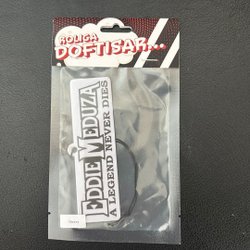 ROLIGA
DOFTISAR...
EDDIE MEDUZA
A LEGEND NEVER DIES